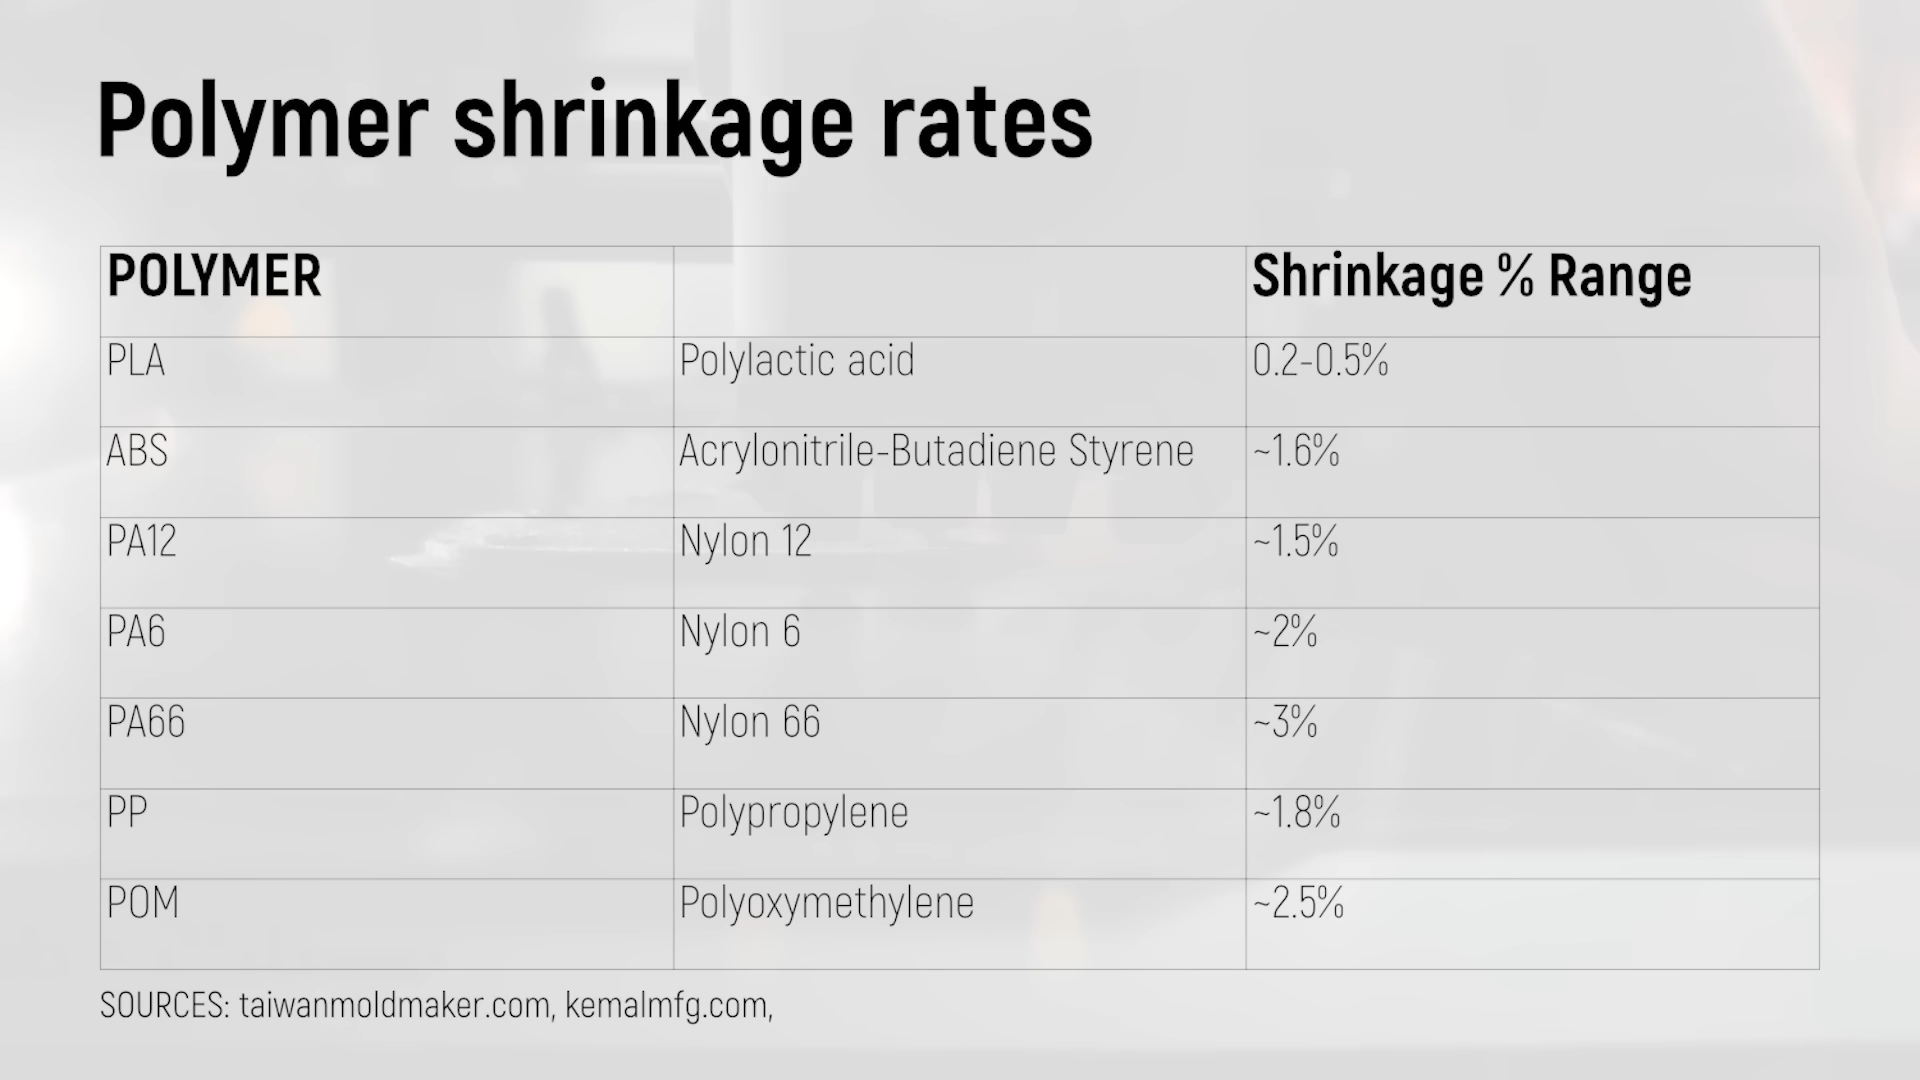 Polymer shrinkage rates
POLYMER Shrinkage % Range
PLA Polylactic acid 0.2-0.5%
ABS Acrylonitrile-Butadiene Styrene ~1.6%
PA12 Nylon 12 ~1.5%
PA6 Nylon 6 ~2%
PA66 Nylon 66 ~3%
PP Polypropylene ~1.8%
POM Polyoxymethylene ~2.5%
SOURCES: taiwanmoldmaker.com, kemalmfg.com,